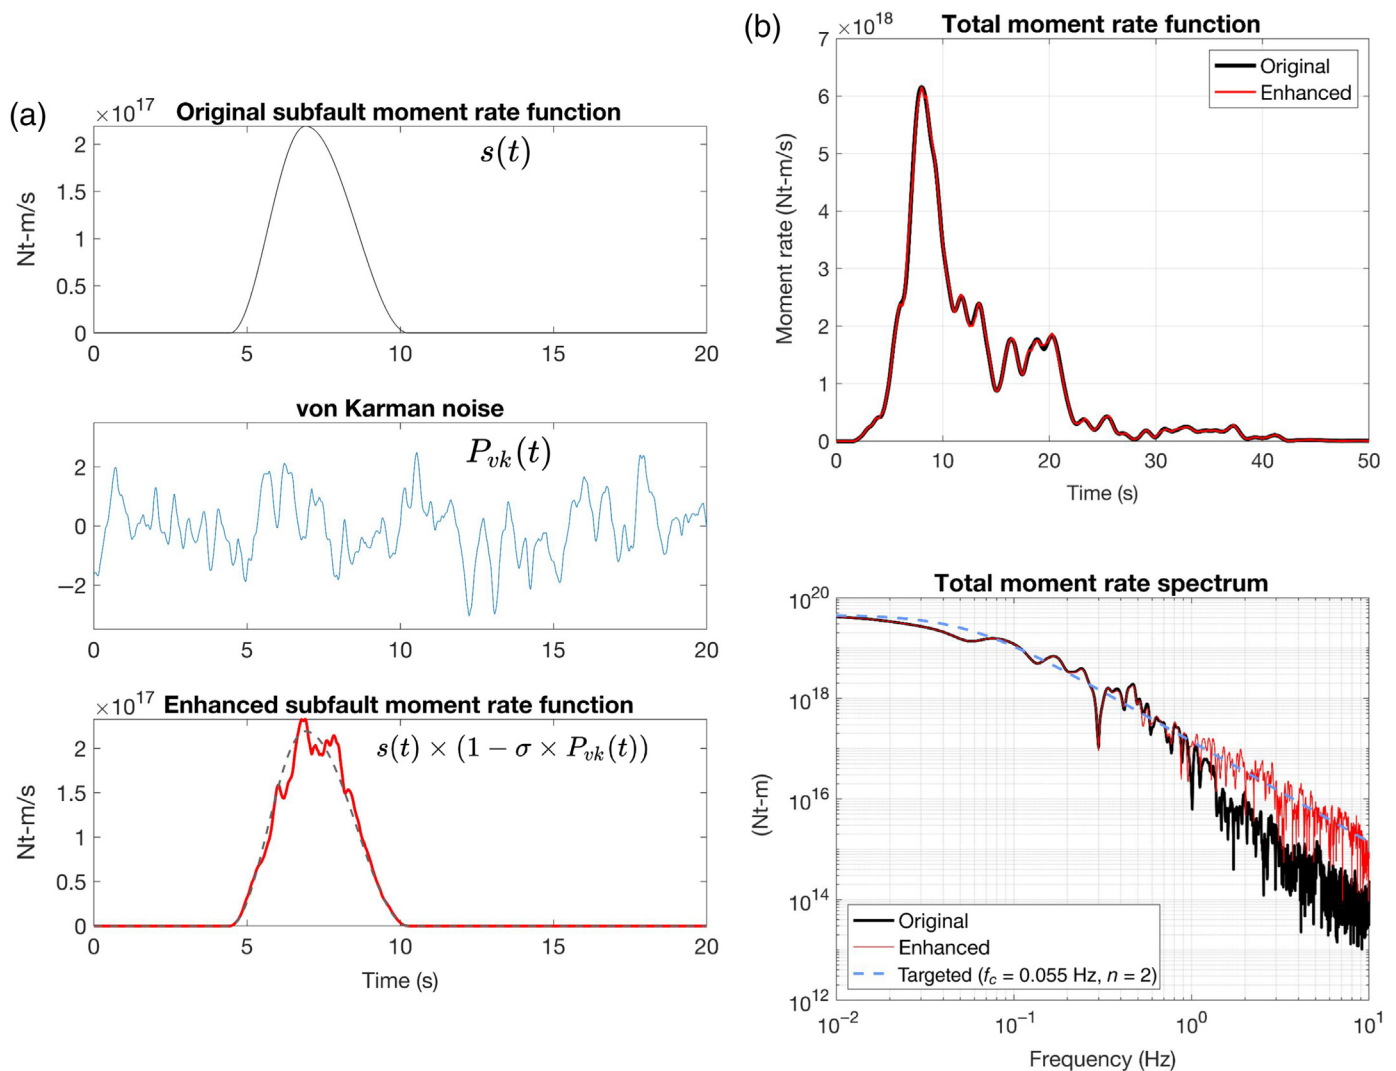 (a)
×10^17
Original subfault moment rate function
s(t)
Nt-m/s
2
1.5
1
0.5
0
0 5 10 15 20
von Karman noise
P_vk(t)
2
0
−2
0 5 10 15 20
×10^17
Enhanced subfault moment rate function
s(t) × (1 − σ × P_vk(t))
Nt-m/s
2
1.5
1
0.5
0
0 5 10 15 20
Time (s)
(b)
Total moment rate function
×10^18
Original
Enhanced
Moment rate (Nt-m/s)
7
6
5
4
3
2
1
0
0 10 20 30 40 50
Time (s)
Total moment rate spectrum
(Nt-m)
10^20
10^18
10^16
10^14
10^12
Original
Enhanced
Targeted (f_c = 0.055 Hz, n = 2)
10^−2 10^−1 10^0 10^1
Frequency (Hz)